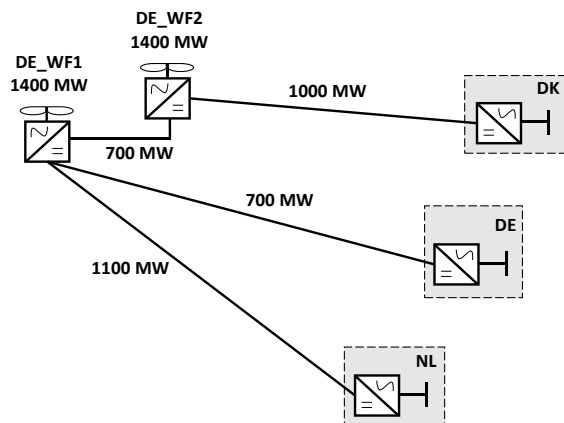 DE_WF2
1400 MW
DE_WF1
1400 MW
1000 MW
DK
700 MW
700 MW
DE
1100 MW
NL